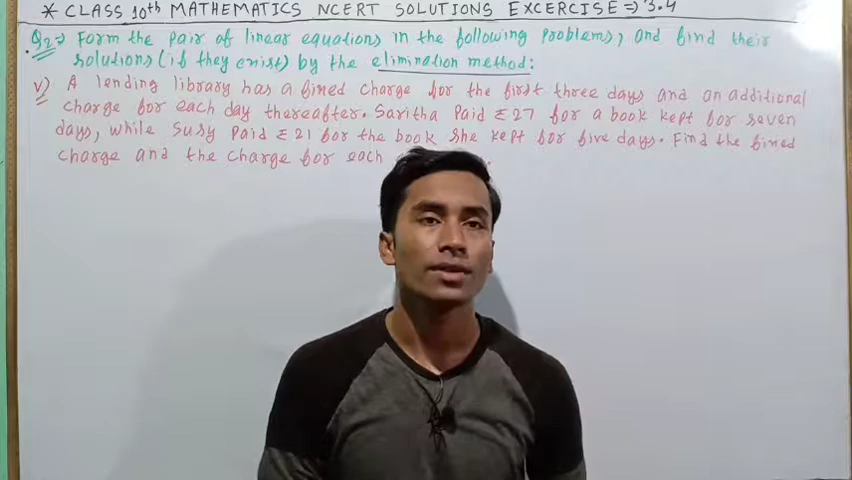 * CLASS 10th MATHEMATICS NCERT SOLUTIONS EXCERCISE ⇒ 3.4
Q2⇒ Form the pair of linear equations in the following problems, and find their
solutions (if they exist) by the elimination method:
v) A lending library has a fixed charge for the first three days and an additional
charge for each day thereafter. Saritha Paid ₹27 for a book kept for seven
days, while Susy Paid ₹21 for the book she kept for five days. Find the fixed
charge and the charge for each